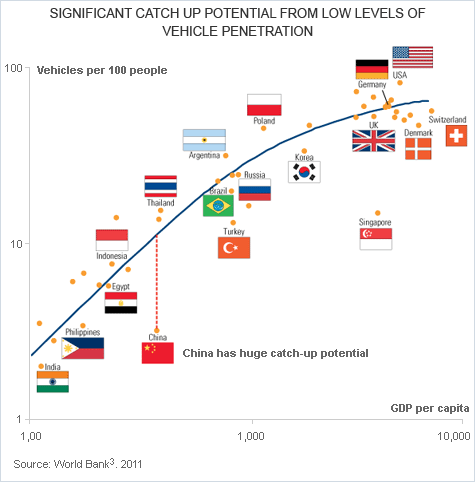 SIGNIFICANT CATCH UP POTENTIAL FROM LOW LEVELS OF
VEHICLE PENETRATION
100
Vehicles per 100 people
USA
Germany
Poland
Switzerland
UK
Denmark
Argentina
Korea
Russia
Thailand
Brazil
Singapore
Turkey
10
Indonesia
Egypt
Philippines
China
China has huge catch-up potential
India
GDP per capita
1
1,00
1,000
10,000
Source: World Bank3. 2011